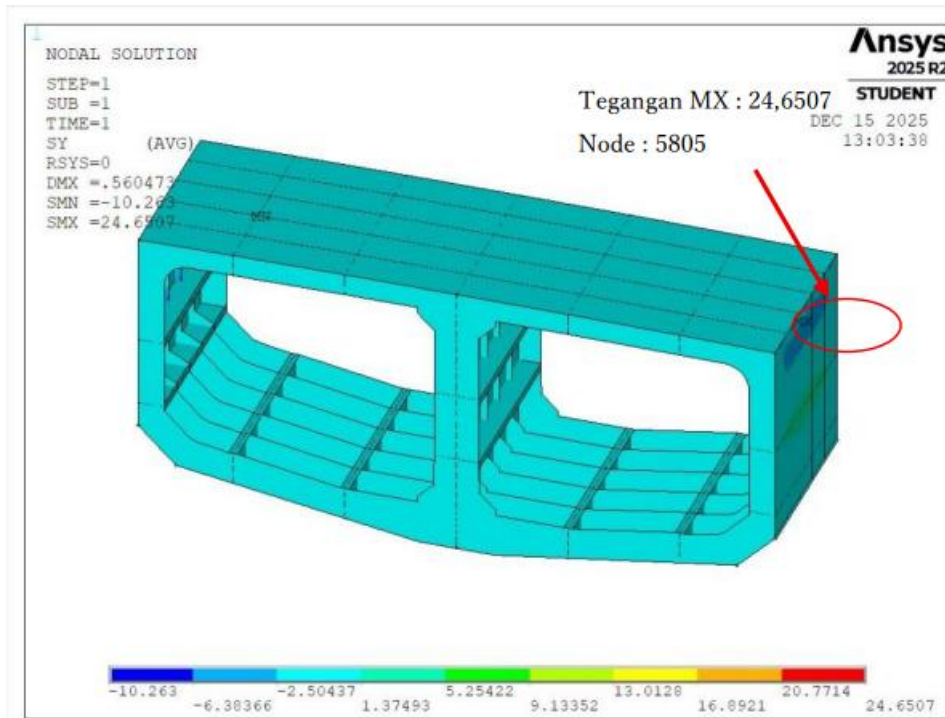 1
NODAL SOLUTION
STEP=1
SUB =1
TIME=1
SY (AVG)
RSYS=0
DMX =.560473
SMN =-10.263
SMX =24.6507
Ansys
2025 R2
STUDENT
DEC 15 2025
13:03:38
Tegangan MX : 24,6507
Node : 5805
MN
-10.263
-6.38366
-2.50437
1.37493
5.25422
9.13352
13.0128
16.8921
20.7714
24.6507